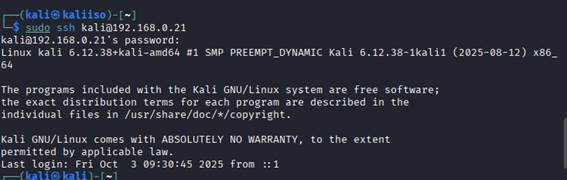 ┌──(kali㉿kaliiso)-[~]
└─$ sudo ssh kali@192.168.0.21
kali@192.168.0.21's password:
Linux kali 6.12.38+kali-amd64 #1 SMP PREEMPT_DYNAMIC Kali 6.12.38-1kali1 (2025-08-12) x86_
64
The programs included with the Kali GNU/Linux system are free software;
the exact distribution terms for each program are described in the
individual files in /usr/share/doc/*/copyright.
Kali GNU/Linux comes with ABSOLUTELY NO WARRANTY, to the extent
permitted by applicable law.
Last login: Fri Oct  3 09:30:45 2025 from ::1
┌──(kali㉿kali)-[~]